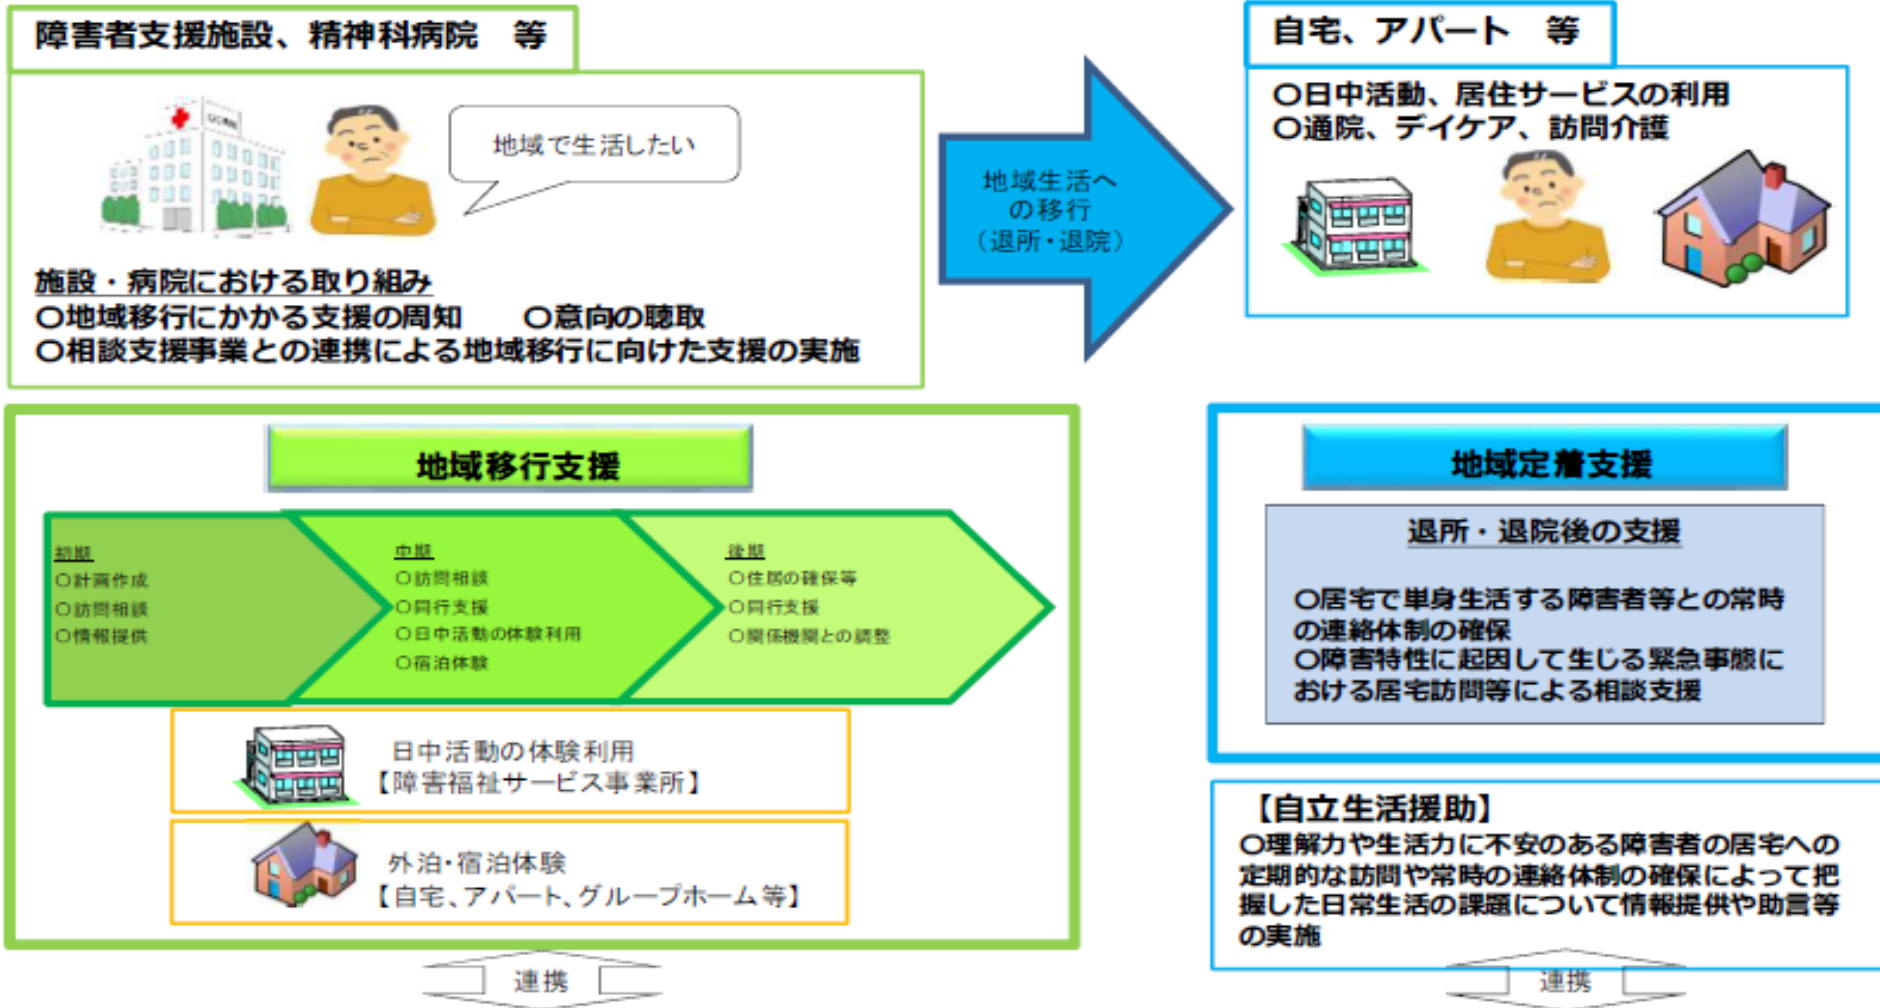 障害者支援施設、精神科病院　等
地域で生活したい
施設・病院における取り組み
〇地域移行にかかる支援の周知　　〇意向の聴取
〇相談支援事業との連携による地域移行に向けた支援の実施
地域生活へ
の移行
（退所・退院）
自宅、アパート　等
〇日中活動、居住サービスの利用
〇通院、デイケア、訪問介護
地域移行支援
初期
〇計画作成
〇訪問相談
〇情報提供
中期
〇訪問相談
〇同行支援
〇日中活動の体験利用
〇宿泊体験
後期
〇住居の確保等
〇同行支援
〇関係機関との調整
日中活動の体験利用
【障害福祉サービス事業所】
外泊・宿泊体験
【自宅、アパート、グループホーム等】
連携
地域定着支援
退所・退院後の支援
〇居宅で単身生活する障害者等との常時
の連絡体制の確保
〇障害特性に起因して生じる緊急事態に
おける居宅訪問等による相談支援
【自立生活援助】
〇理解力や生活力に不安のある障害者の居宅への
定期的な訪問や常時の連絡体制の確保によって把
握した日常生活の課題について情報提供や助言等
の実施
連携